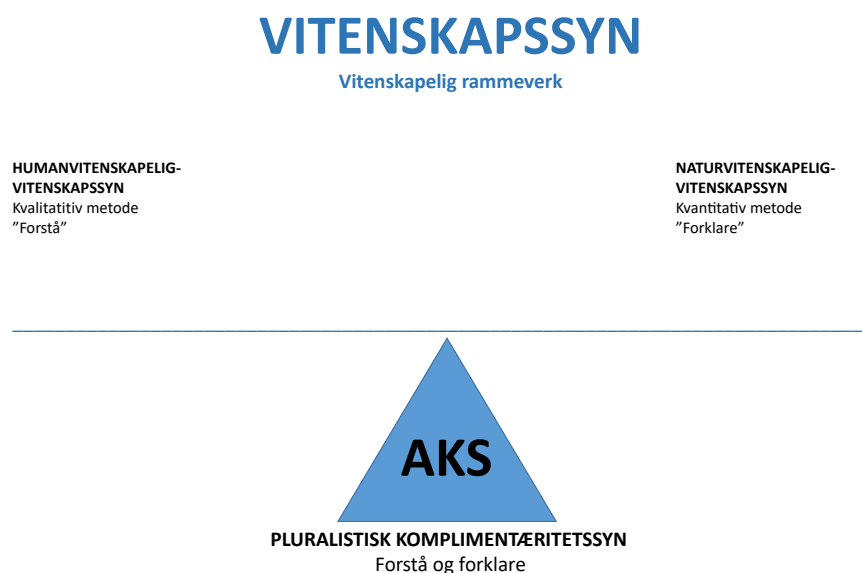 VITENSKAPSSYN
Vitenskapelig rammeverk
HUMANVITENSKAPELIG-
VITENSKAPSSYN
Kvalitatitiv metode
”Forstå”
NATURVITENSKAPELIG-
VITENSKAPSSYN
Kvantitativ metode
”Forklare”
AKS
PLURALISTISK KOMPLIMENTÆRITETSSYN
Forstå og forklare